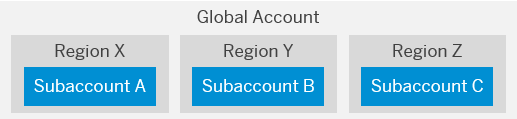 Global Account
Region X
Region Y
Region Z
Subaccount A
Subaccount B
Subaccount C